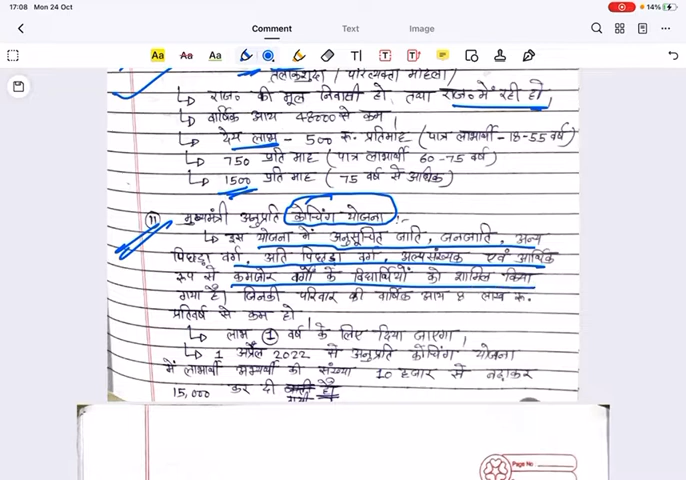 17:08 Mon 24 Oct
14%
Comment Text Image
तलाकशुदा / परित्यक्ता महिला /
↳ राज० की मूल निवासी हो, तथा राज० में रही हो,
↳ वार्षिक आय 48000 से कम,
↳ देय लाभ - 500 रु. प्रतिमाह (पात्र लाभार्थी - 18-55 वर्ष)
↳ 750 प्रति माह (पात्र लाभार्थी 60-75 वर्ष)
↳ 1500 प्रति माह (75 वर्ष से अधिक)
11 मुख्यमंत्री अनुप्रति कोचिंग योजना :-
↳ इस योजना में अनुसूचित जाति, जनजाति, अन्य
पिछड़ा वर्ग, अति पिछड़ा वर्ग, अल्पसंख्यक एवं आर्थिक
रूप से कमजोर वर्गों के विद्यार्थियों को शामिल किया
गया है। जिनकी परिवार की वार्षिक आय 8 लाख रू.
प्रतिवर्ष से कम हो।
↳ लाभ 1 वर्ष के लिए दिया जाएगा,
↳ 1 अप्रैल 2022 से अनुप्रति कोचिंग योजना
में लाभार्थी अभ्यर्थी की संख्या 10 हजार से बढ़ाकर
15,000 कर दी जाती है।
गयी
Page No